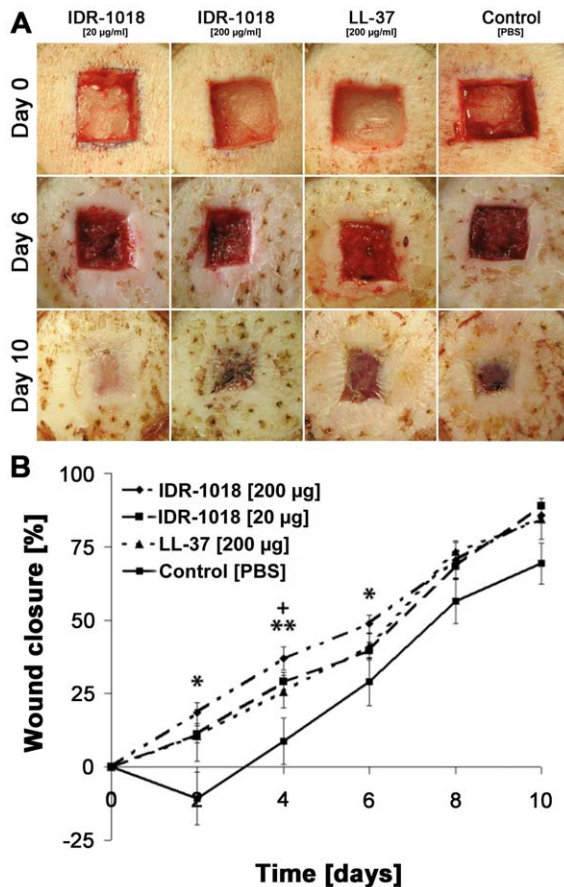 A
IDR-1018
[20 µg/ml]
IDR-1018
[200 µg/ml]
LL-37
[200 µg/ml]
Control
[PBS]
Day 0
Day 6
Day 10
B
100
75
50
25
0
-25
Wound closure [%]
IDR-1018 [200 µg]
IDR-1018 [20 µg]
LL-37 [200 µg]
Control [PBS]
*
+
**
*
0 2 4 6 8 10
Time [days]